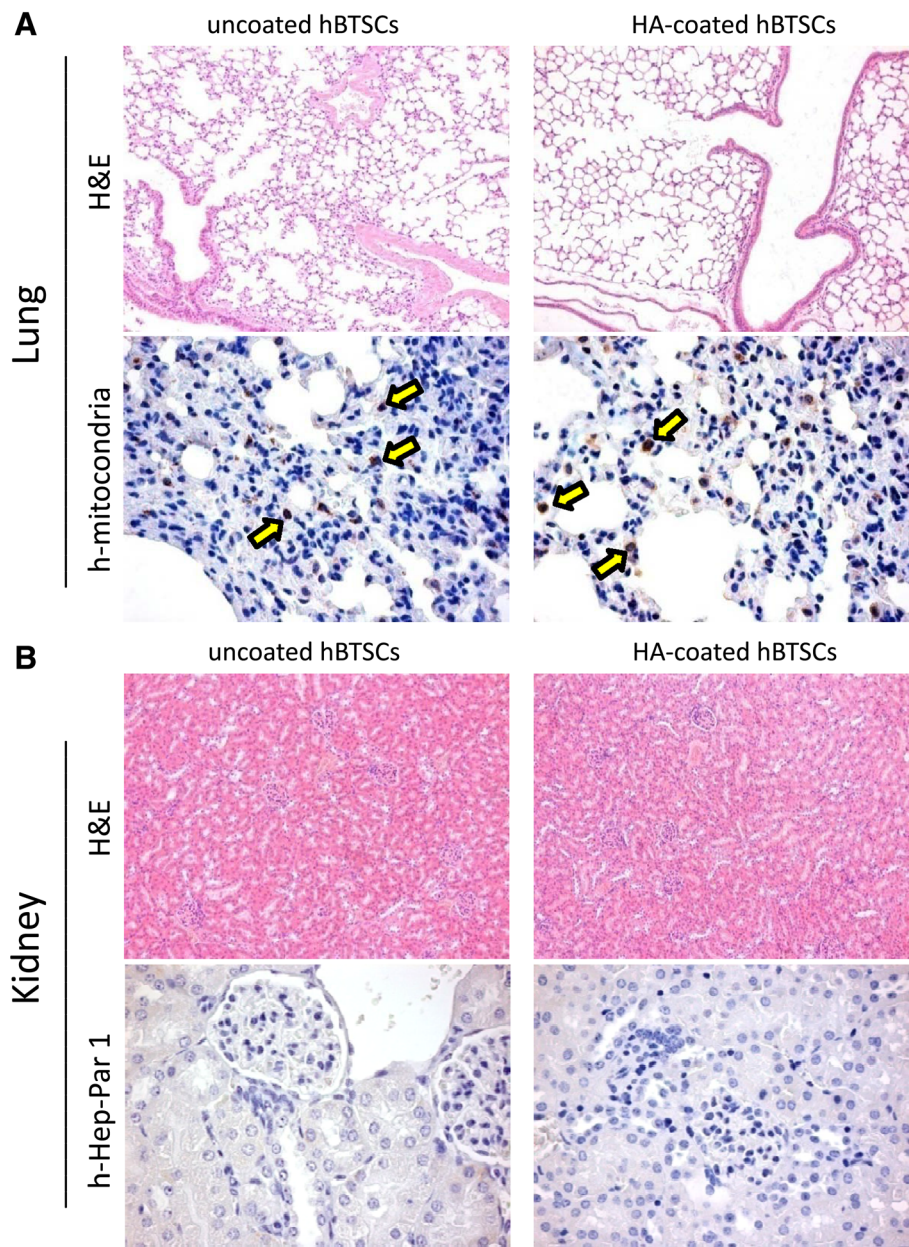 A
uncoated hBTSCs
HA-coated hBTSCs
Lung
H&E
h-mitocondria
B
uncoated hBTSCs
HA-coated hBTSCs
Kidney
H&E
h-Hep-Par 1